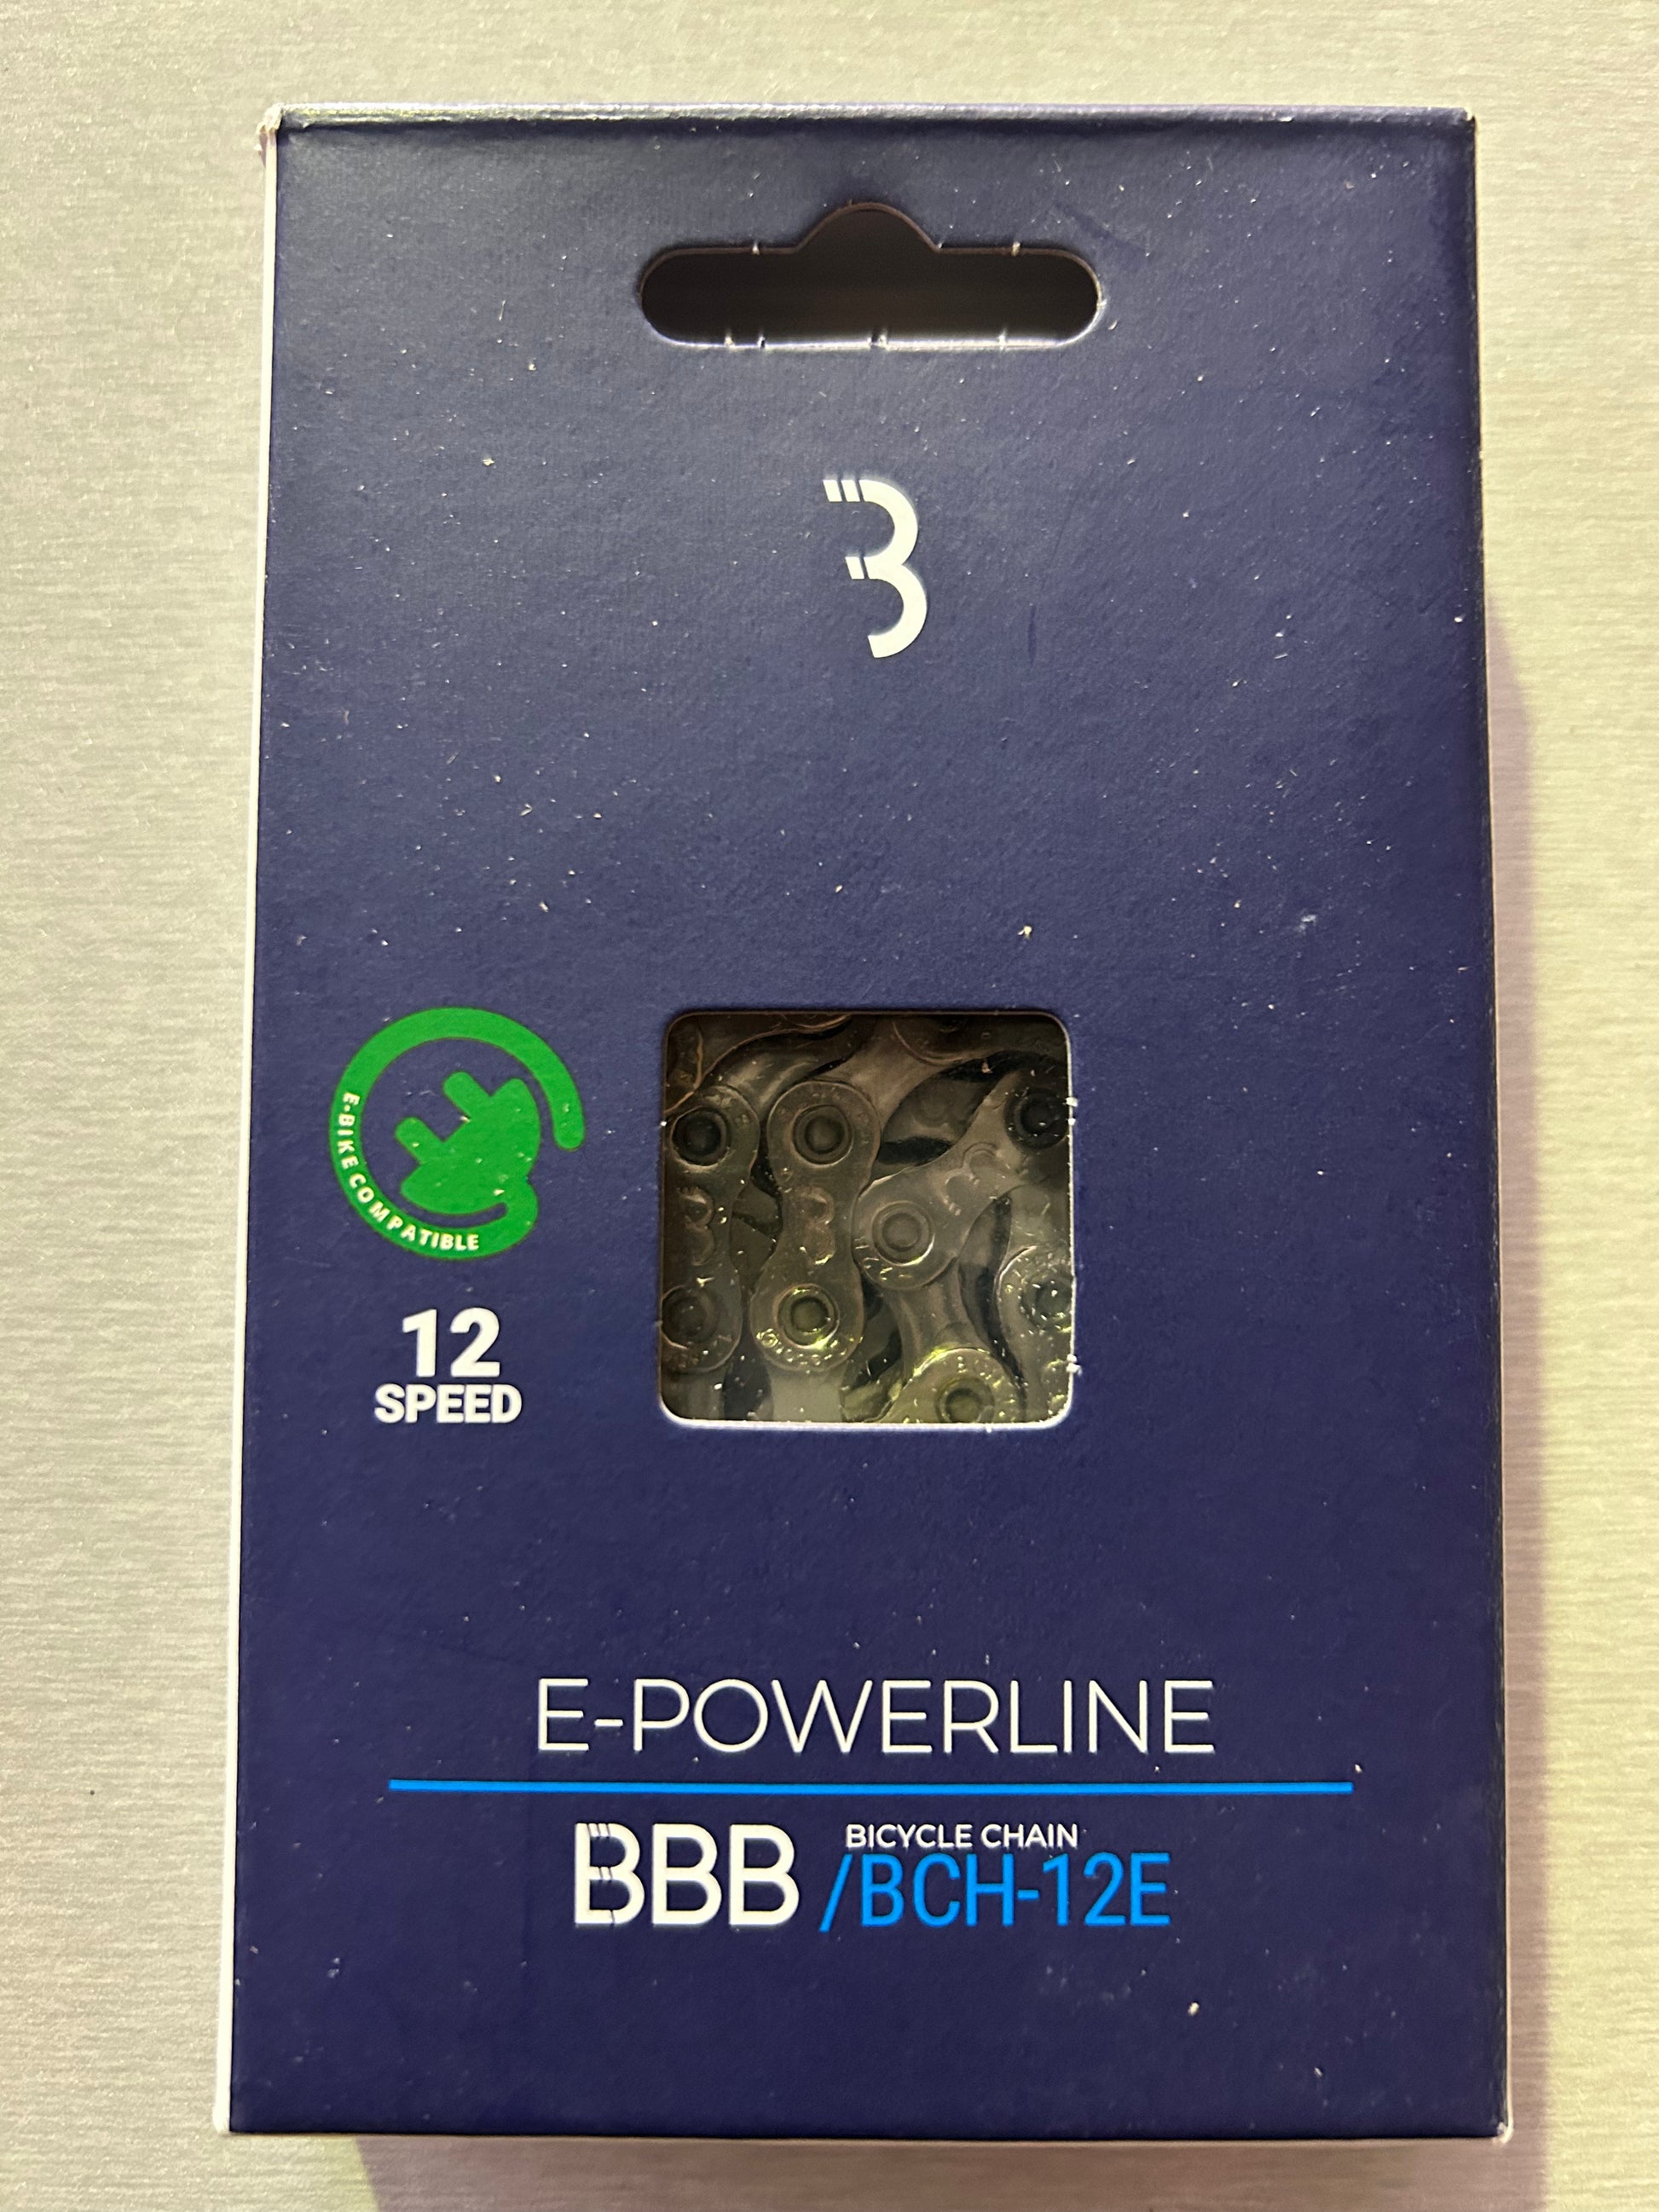 E-BIKE COMPATIBLE
12
SPEED
E-POWERLINE
BBB
BICYCLE CHAIN
/BCH-12E